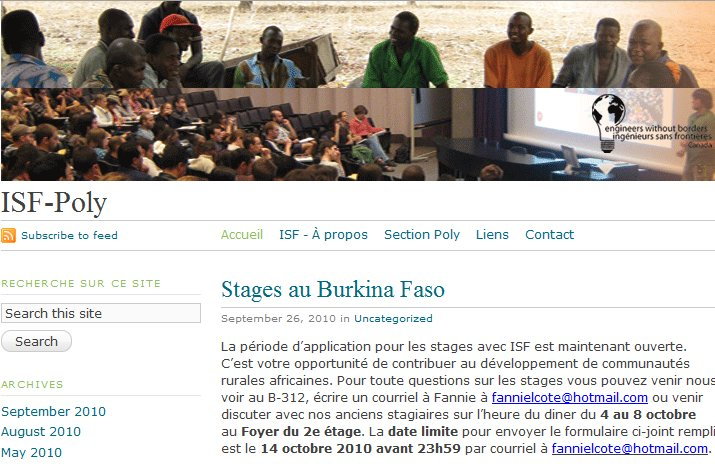 engineers without borders
ingénieurs sans frontières
Canada
ISF-Poly
Subscribe to feed
Accueil ISF - À propos Section Poly Liens Contact
RECHERCHE SUR CE SITE
Search this site
Search
ARCHIVES
September 2010
August 2010
May 2010
Stages au Burkina Faso
September 26, 2010 in Uncategorized
La période d'application pour les stages avec ISF est maintenant ouverte.
C'est votre opportunité de contribuer au développement de communautés
rurales africaines. Pour toute questions sur les stages vous pouvez venir nous
voir au B-312, écrire un courriel à Fannie à fannielcote@hotmail.com ou venir
discuter avec nos anciens stagiaires sur l'heure du diner du 4 au 8 octobre
au Foyer du 2e étage. La date limite pour envoyer le formulaire ci-joint rempli
est le 14 octobre 2010 avant 23h59 par courriel à fannielcote@hotmail.com.